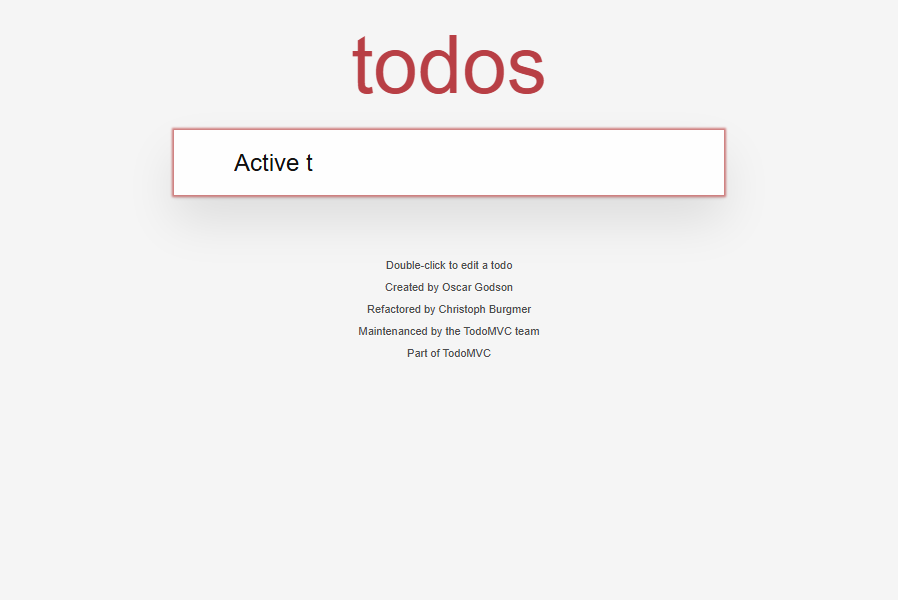 todos
Active t
Double-click to edit a todo
Created by Oscar Godson
Refactored by Christoph Burgmer
Maintenanced by the TodoMVC team
Part of TodoMVC